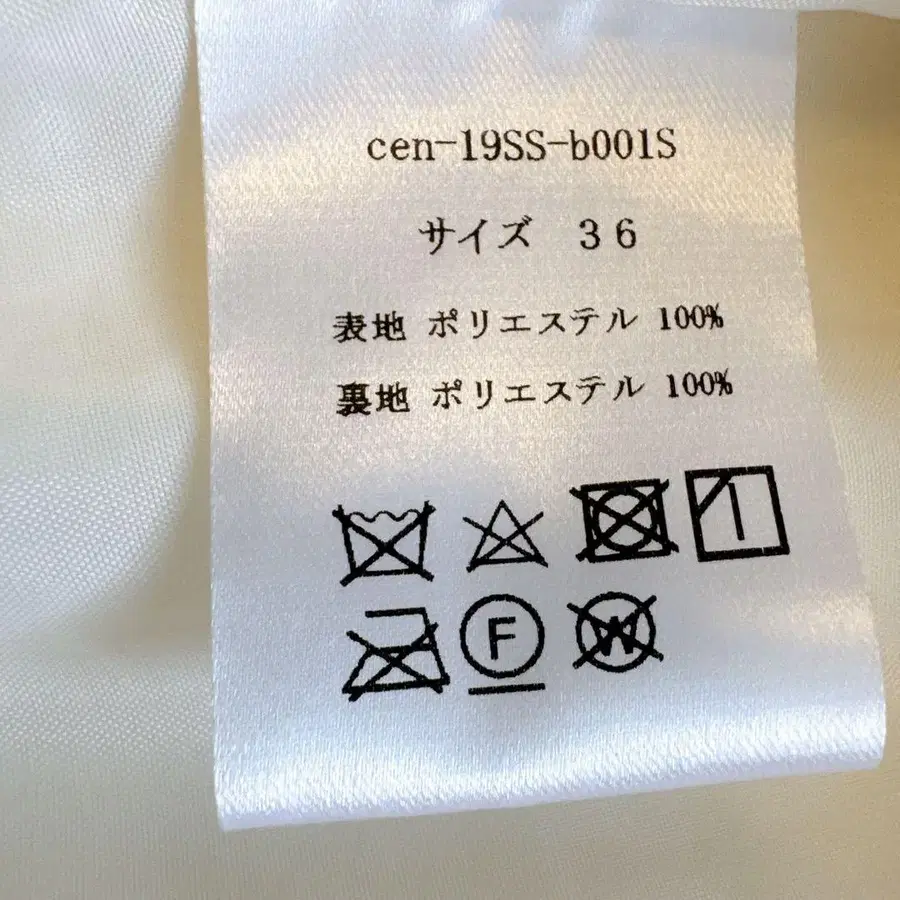 cen-19SS-b001S
サイズ 36
表地 ポリエステル 100%
裏地 ポリエステル 100%
F W